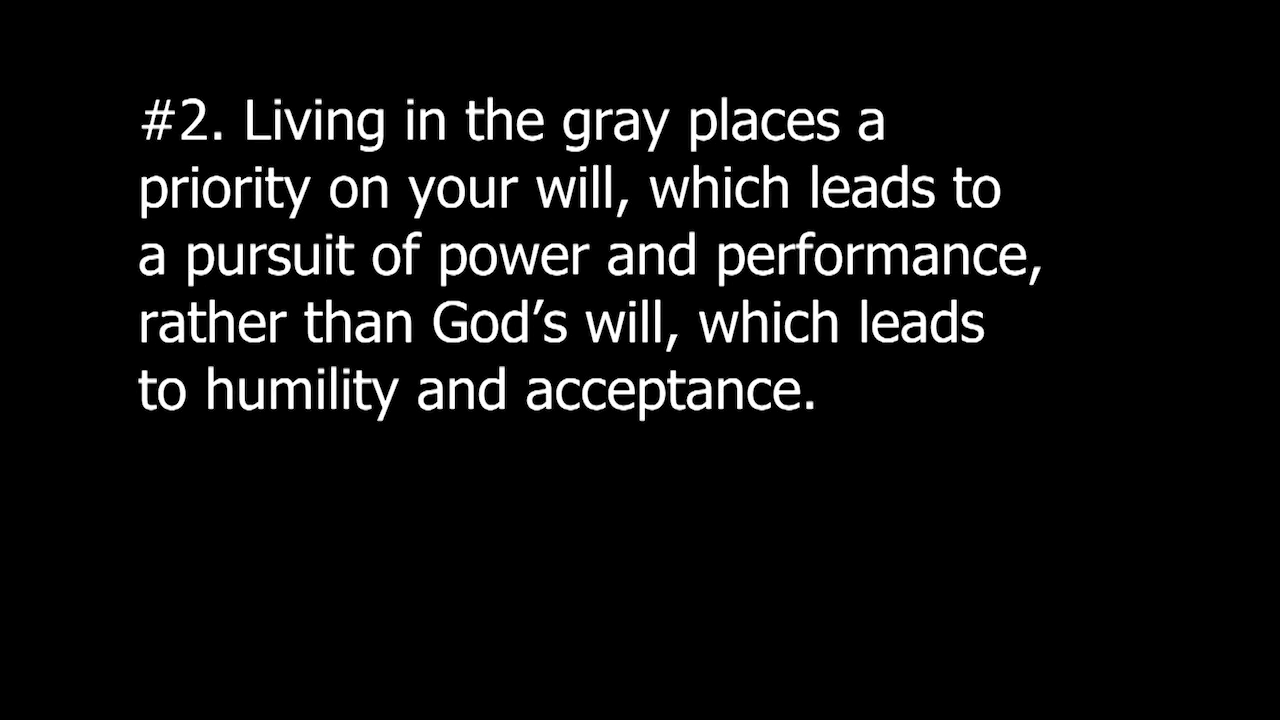 #2. Living in the gray places a
priority on your will, which leads to
a pursuit of power and performance,
rather than God’s will, which leads
to humility and acceptance.